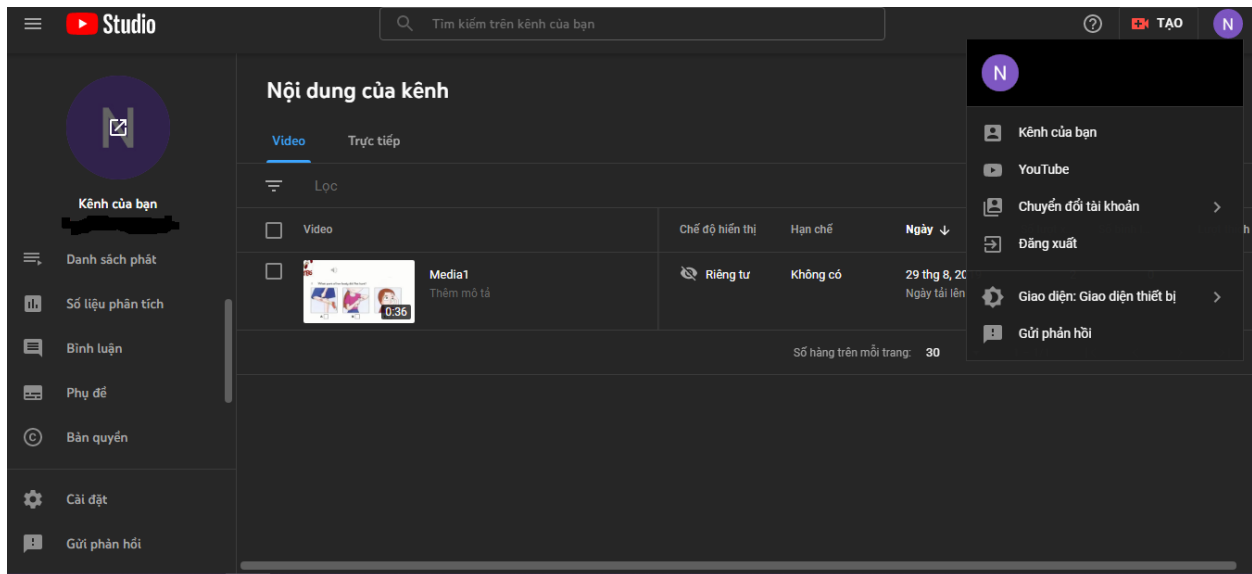 Studio
Tìm kiếm trên kênh của bạn
TẠO
N
N
Kênh của bạn
YouTube
Chuyển đổi tài khoản
Đăng xuất
Giao diện: Giao diện thiết bị
Gửi phản hồi
N
Kênh của bạn
Danh sách phát
Số liệu phân tích
Bình luận
Phụ đề
Bản quyền
Cài đặt
Gửi phản hồi
Nội dung của kênh
Video Trực tiếp
Lọc
Video Chế độ hiển thị Hạn chế Ngày
Media1 Riêng tư Không có 29 thg 8, 20
Thêm mô tả Ngày tải lên
0:36
Số hàng trên mỗi trang: 30